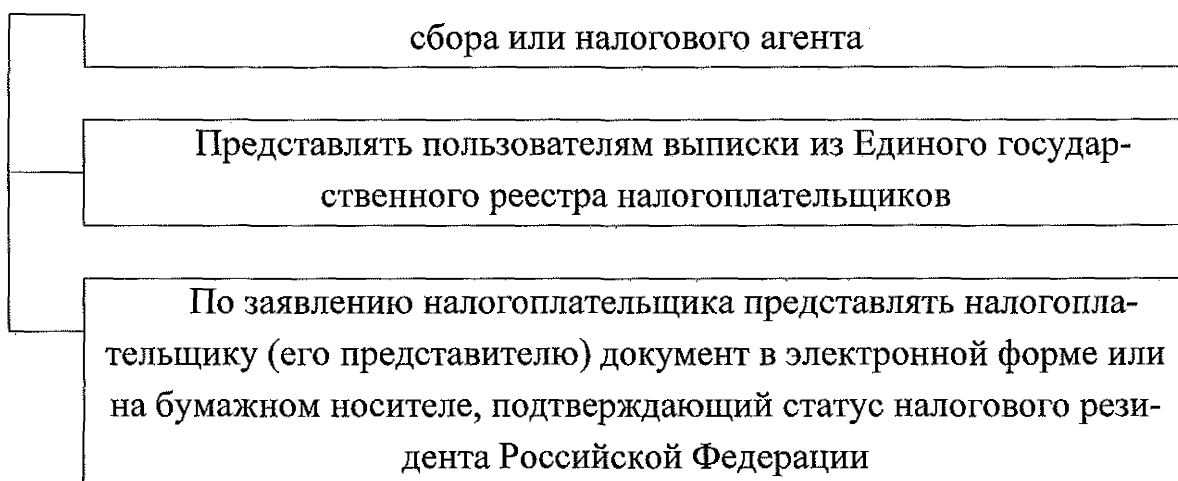 сбора или налогового агента
Представлять пользователям выписки из Единого государ-
ственного реестра налогоплательщиков
По заявлению налогоплательщика представлять налогопла-
тельщику (его представителю) документ в электронной форме или
на бумажном носителе, подтверждающий статус налогового рези-
дента Российской Федерации